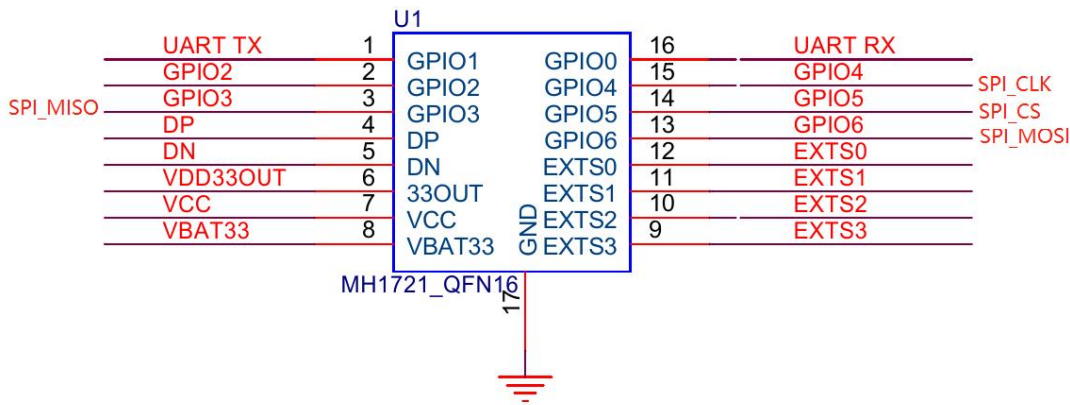 U1
UART TX 1 GPIO1 GPIO0 16 UART RX
GPIO2 2 GPIO2 GPIO4 15 GPIO4 SPI_CLK
SPI_MISO GPIO3 3 GPIO3 GPIO5 14 GPIO5 SPI_CS
DP 4 DP GPIO6 13 GPIO6 SPI_MOSI
DN 5 DN EXTS0 12 EXTS0
VDD33OUT 6 33OUT EXTS1 11 EXTS1
VCC 7 VCC EXTS2 10 EXTS2
VBAT33 8 VBAT33 GND EXTS3 9 EXTS3
MH1721_QFN16
17